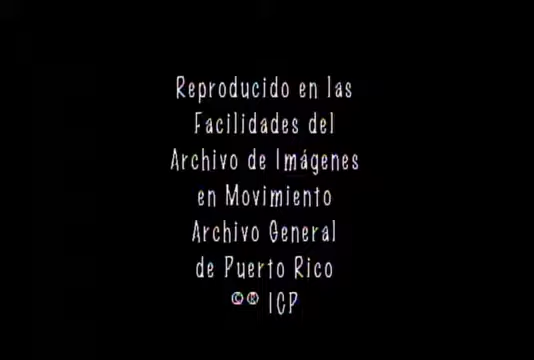 Reproducido en las
Facilidades del
Archivo de Imágenes
en Movimiento
Archivo General
de Puerto Rico
©® ICP